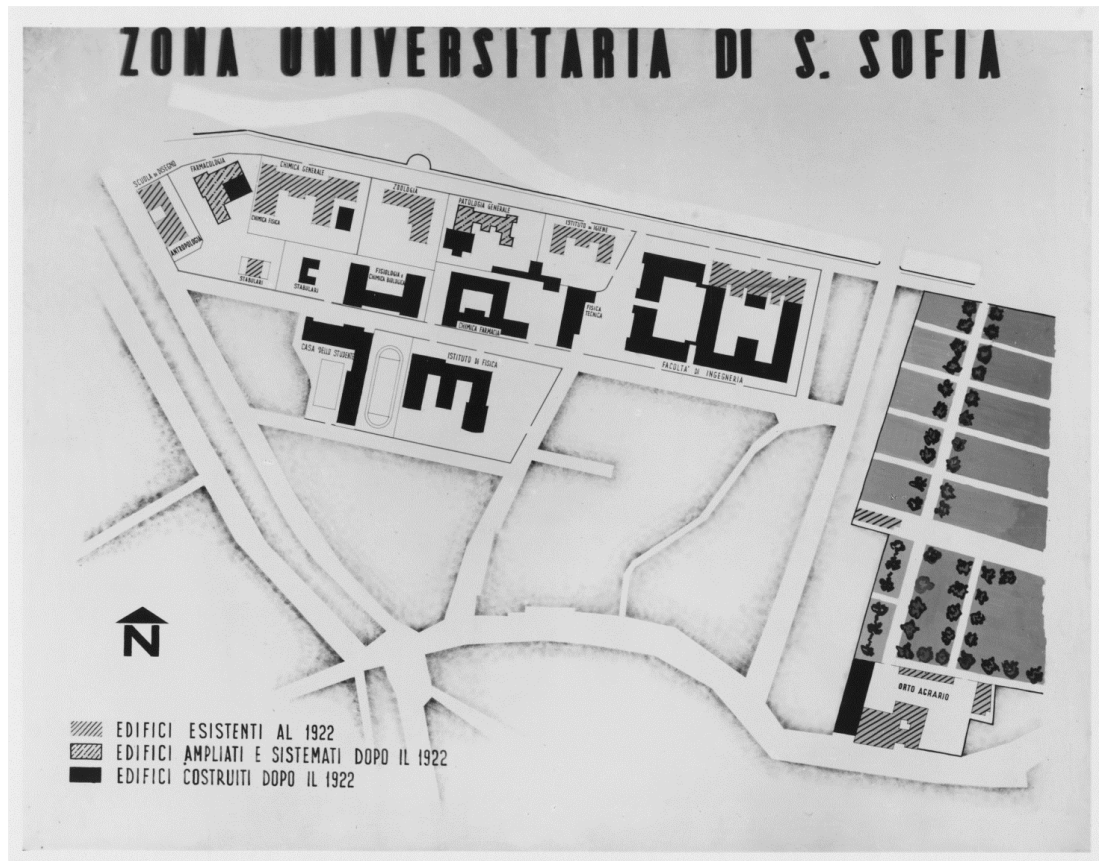 ZONA UNIVERSITARIA DI S. SOFIA
SCUOLA DI DISEGNO
FARMACOLOGIA
CHIMICA GENERALE
ZOOLOGIA
PATOLOGIA GENERALE
ISTITUTO DI IGIENE
CHIMICA FISICA
ANTROPOLOGIA
STABULARI
STABULARI
FISIOLOGIA E
CHIMICA BIOLOGICA
CHIMICA FARMACIA
FISICA
TECNICA
CASA DELLO STUDENTE
ISTITUTO DI FISICA
FACOLTA' DI INGEGNERIA
N
ORTO AGRARIO
EDIFICI ESISTENTI AL 1922
EDIFICI AMPLIATI E SISTEMATI DOPO IL 1922
EDIFICI COSTRUITI DOPO IL 1922